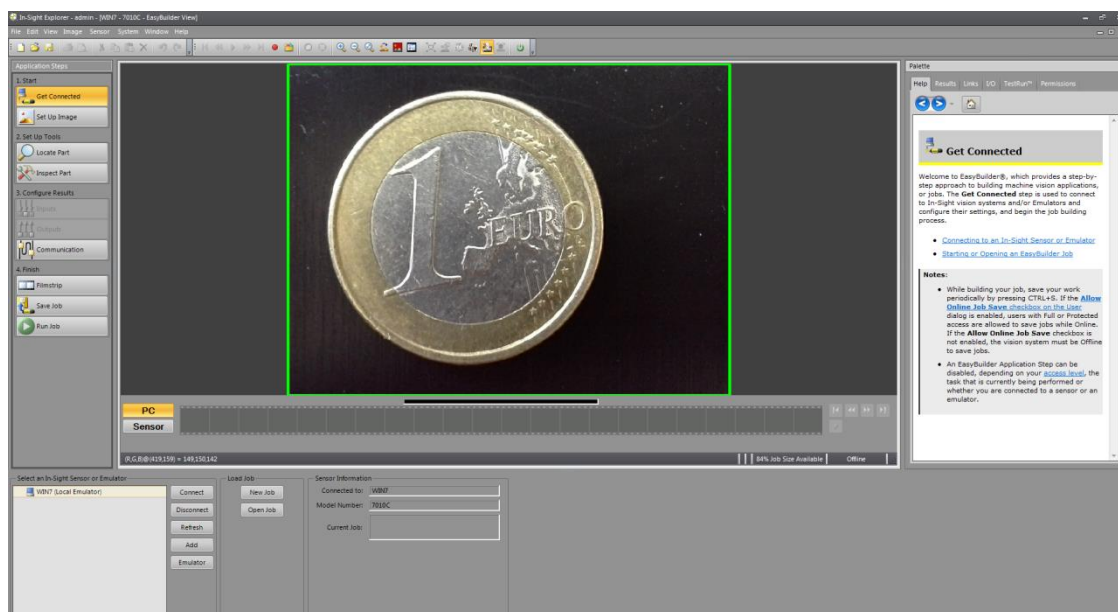 In-Sight Explorer - admin - [WIN7 - 7010C - EasyBuilder View]
File Edit View Image Sensor System Window Help
Application Steps
1. Start
Get Connected
Set Up Image
2. Set Up Tools
Locate Part
Inspect Part
3. Configure Results
Inputs
Outputs
Communication
4. Finish
Filmstrip
Save Job
Run Job
1 EURO
PC
Sensor
(R,G,B)@(419,159) = 149,150,142
84% Job Size Available
Offline
Palette
Help Results Links I/O TestRun™ Permissions
Get Connected
Welcome to EasyBuilder®, which provides a step-by-
step approach to building machine vision applications,
or jobs. The Get Connected step is used to connect
to In-Sight vision systems and/or Emulators and
configure their settings, and begin the job building
process.
• Connecting to an In-Sight Sensor or Emulator
• Starting or Opening an EasyBuilder Job
Notes:
• While building your job, save your work
periodically by pressing CTRL+S. If the Allow
Online Job Save checkbox on the User
dialog is enabled, users with Full or Protected
access are allowed to save jobs while Online.
If the Allow Online Job Save checkbox is
not enabled, the vision system must be Offline
to save jobs.
• An EasyBuilder Application Step can be
disabled, depending on your access level, the
task that is currently being performed or
whether you are connected to a sensor or an
emulator.
Select an In-Sight Sensor or Emulator
WIN7 (Local Emulator)
Connect
Disconnect
Refresh
Add
Emulator
Load Job
New Job
Open Job
Sensor Information
Connected to: WIN7
Model Number: 7010C
Current Job: